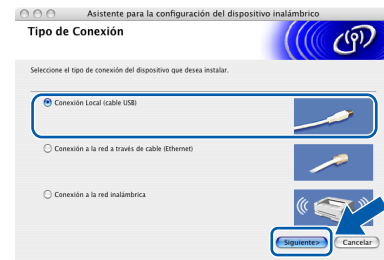 Asistente para la configuración del dispositivo inalámbrico
Tipo de Conexión
Seleccione el tipo de conexión del dispositivo que desea instalar.
Conexión Local (cable USB)
Conexión a la red a través de cable (Ethernet)
Conexión a la red inalámbrica
Siguiente> Cancelar